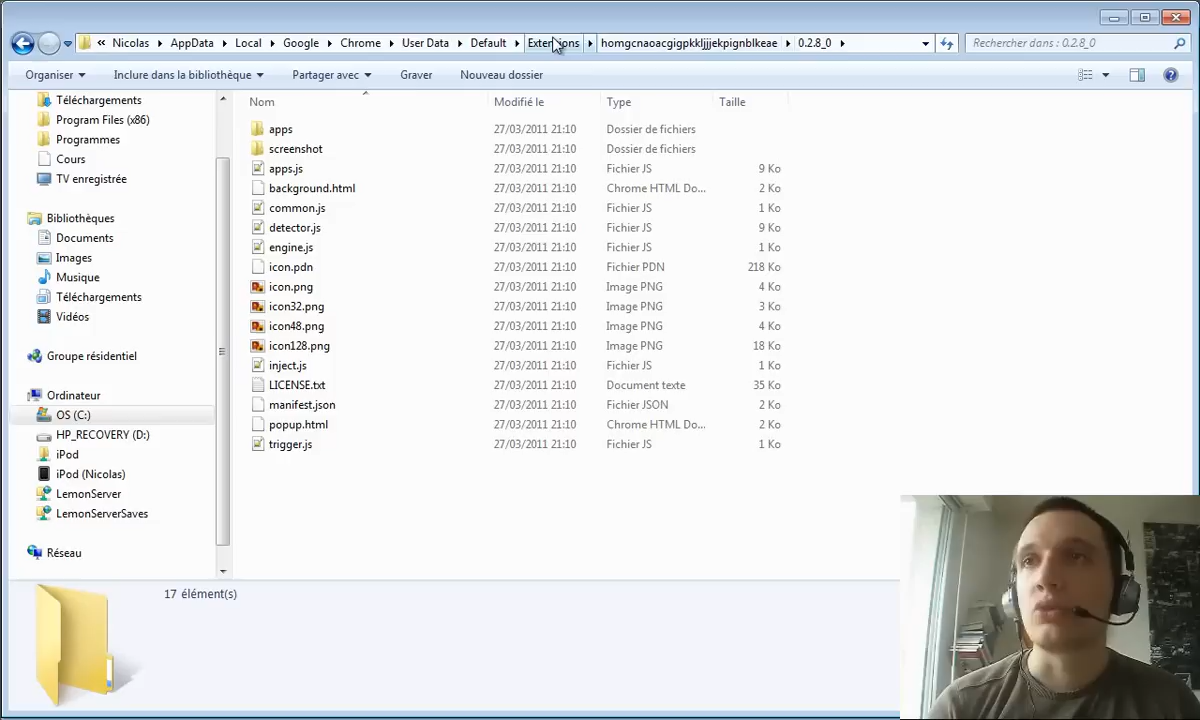 « Nicolas AppData Local Google Chrome User Data Default Extensions homgcnaoacgigpkkljjjekpignblkeae 0.2.8_0 Rechercher dans : 0.2.8_0
Organiser Inclure dans la bibliothèque Partager avec Graver Nouveau dossier
Téléchargements
Program Files (x86)
Programmes
Cours
TV enregistrée
Bibliothèques
Documents
Images
Musique
Téléchargements
Vidéos
Groupe résidentiel
Ordinateur
OS (C:)
HP_RECOVERY (D:)
iPod
iPod (Nicolas)
LemonServer
LemonServerSaves
Réseau
Nom Modifié le Type Taille
apps 27/03/2011 21:10 Dossier de fichiers
screenshot 27/03/2011 21:10 Dossier de fichiers
apps.js 27/03/2011 21:10 Fichier JS 9 Ko
background.html 27/03/2011 21:10 Chrome HTML Do... 2 Ko
common.js 27/03/2011 21:10 Fichier JS 1 Ko
detector.js 27/03/2011 21:10 Fichier JS 9 Ko
engine.js 27/03/2011 21:10 Fichier JS 1 Ko
icon.pdn 27/03/2011 21:10 Fichier PDN 218 Ko
icon.png 27/03/2011 21:10 Image PNG 4 Ko
icon32.png 27/03/2011 21:10 Image PNG 3 Ko
icon48.png 27/03/2011 21:10 Image PNG 4 Ko
icon128.png 27/03/2011 21:10 Image PNG 18 Ko
inject.js 27/03/2011 21:10 Fichier JS 1 Ko
LICENSE.txt 27/03/2011 21:10 Document texte 35 Ko
manifest.json 27/03/2011 21:10 Fichier JSON 2 Ko
popup.html 27/03/2011 21:10 Chrome HTML Do... 2 Ko
trigger.js 27/03/2011 21:10 Fichier JS 1 Ko
17 élément(s)